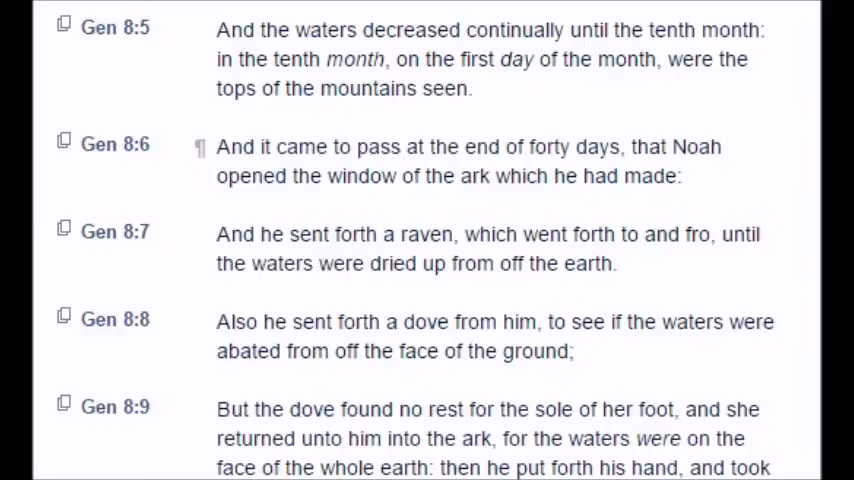 Gen 8:5 And the waters decreased continually until the tenth month:
in the tenth month, on the first day of the month, were the
tops of the mountains seen.
Gen 8:6 ¶ And it came to pass at the end of forty days, that Noah
opened the window of the ark which he had made:
Gen 8:7 And he sent forth a raven, which went forth to and fro, until
the waters were dried up from off the earth.
Gen 8:8 Also he sent forth a dove from him, to see if the waters were
abated from off the face of the ground;
Gen 8:9 But the dove found no rest for the sole of her foot, and she
returned unto him into the ark, for the waters were on the
face of the whole earth: then he put forth his hand, and took